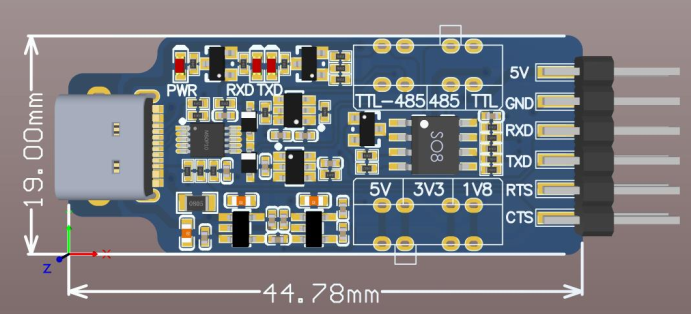 PWR RXD TXD
TTL-485 485 TTL
SO8
5V 3V3 1V8
5V
GND
RXD
TXD
RTS
CTS
19.00mm
44.78mm
X
Z